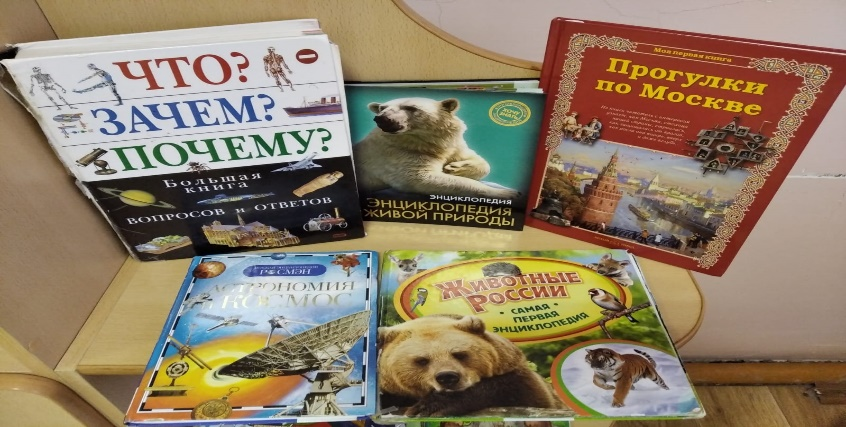 ЧТО?
ЗАЧЕМ?
ПОЧЕМУ?
Большая
книга
вопросов и ответов
ЭНЦИКЛОПЕДИЯ
ЖИВОЙ ПРИРОДЫ
Моя первая книга
Прогулки
по Москве
РОСМЭН
АСТРОНОМИЯ
КОСМОС
Животные
России
САМАЯ
ПЕРВАЯ
ЭНЦИКЛОПЕДИЯ